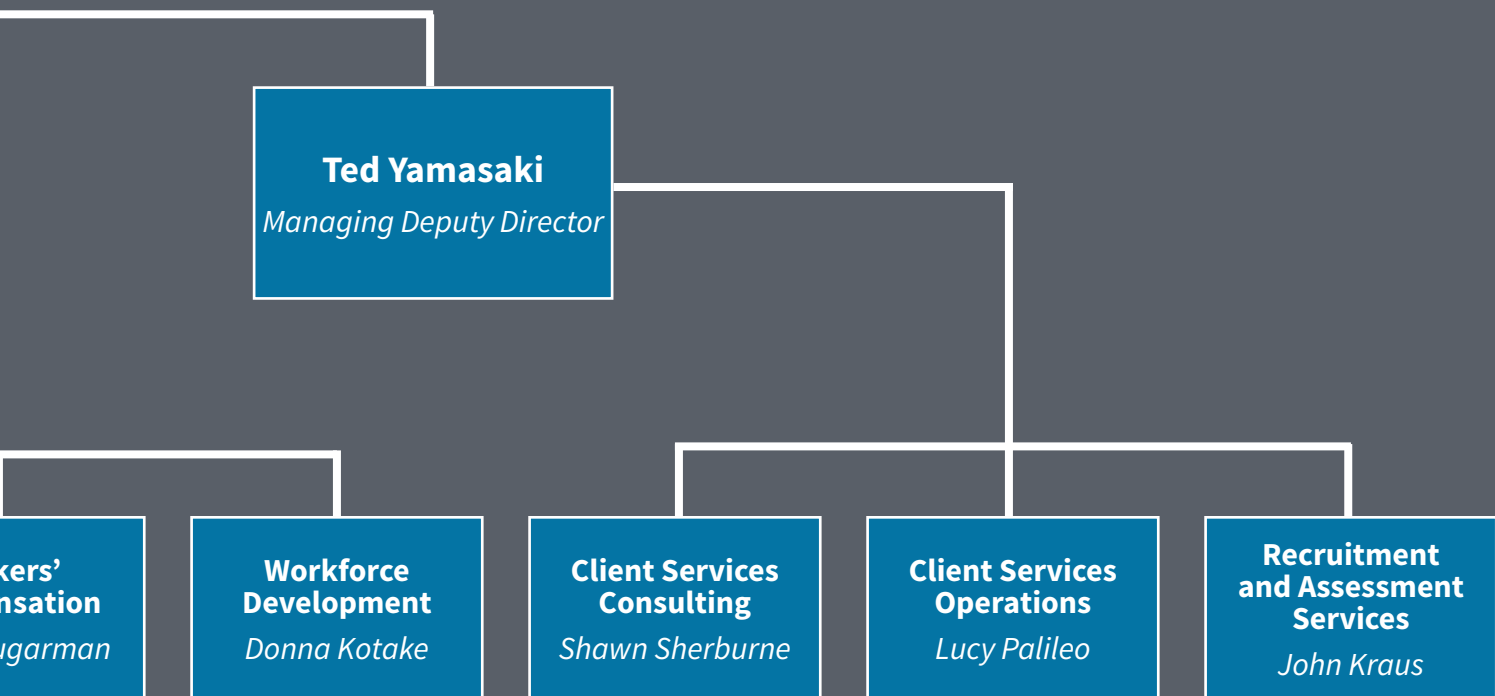 Ted Yamasaki
Managing Deputy Director
Workforce
Development
Donna Kotake
Client Services
Consulting
Shawn Sherburne
Client Services
Operations
Lucy Palileo
Recruitment
and Assessment
Services
John Kraus